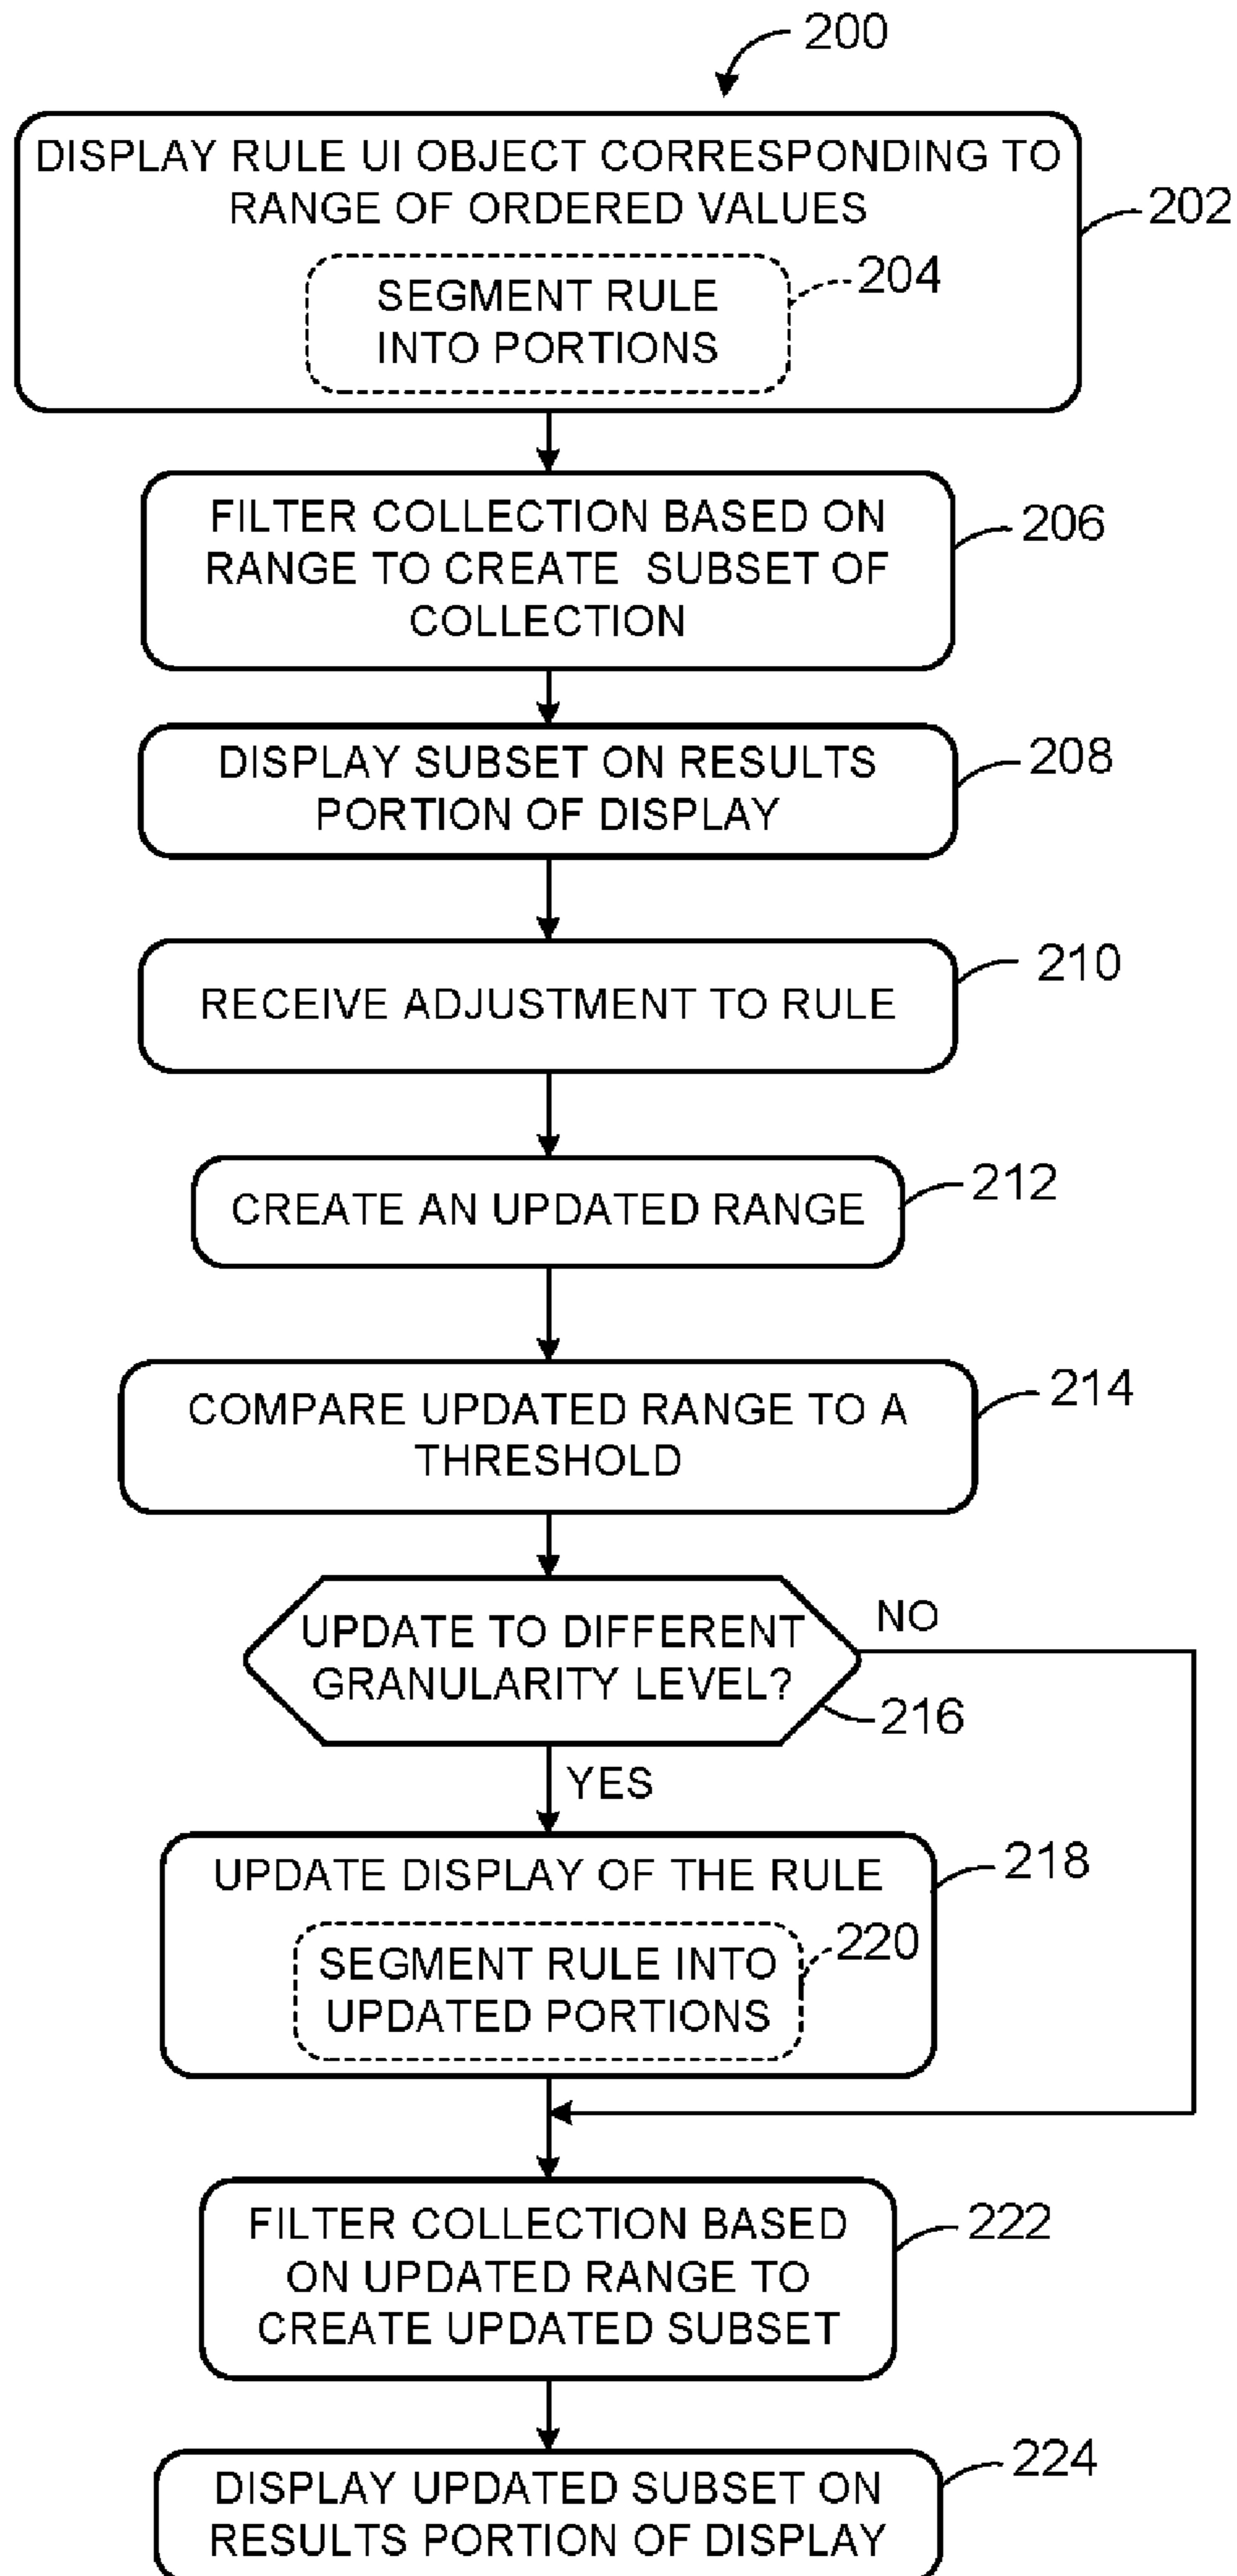 200
DISPLAY RULE UI OBJECT CORRESPONDING TO
RANGE OF ORDERED VALUES
202
SEGMENT RULE
INTO PORTIONS
204
FILTER COLLECTION BASED ON
RANGE TO CREATE SUBSET OF
COLLECTION
206
DISPLAY SUBSET ON RESULTS
PORTION OF DISPLAY
208
RECEIVE ADJUSTMENT TO RULE
210
CREATE AN UPDATED RANGE
212
COMPARE UPDATED RANGE TO A
THRESHOLD
214
UPDATE TO DIFFERENT
GRANULARITY LEVEL?
216
NO
YES
UPDATE DISPLAY OF THE RULE
218
SEGMENT RULE INTO
UPDATED PORTIONS
220
FILTER COLLECTION BASED
ON UPDATED RANGE TO
CREATE UPDATED SUBSET
222
DISPLAY UPDATED SUBSET ON
RESULTS PORTION OF DISPLAY
224